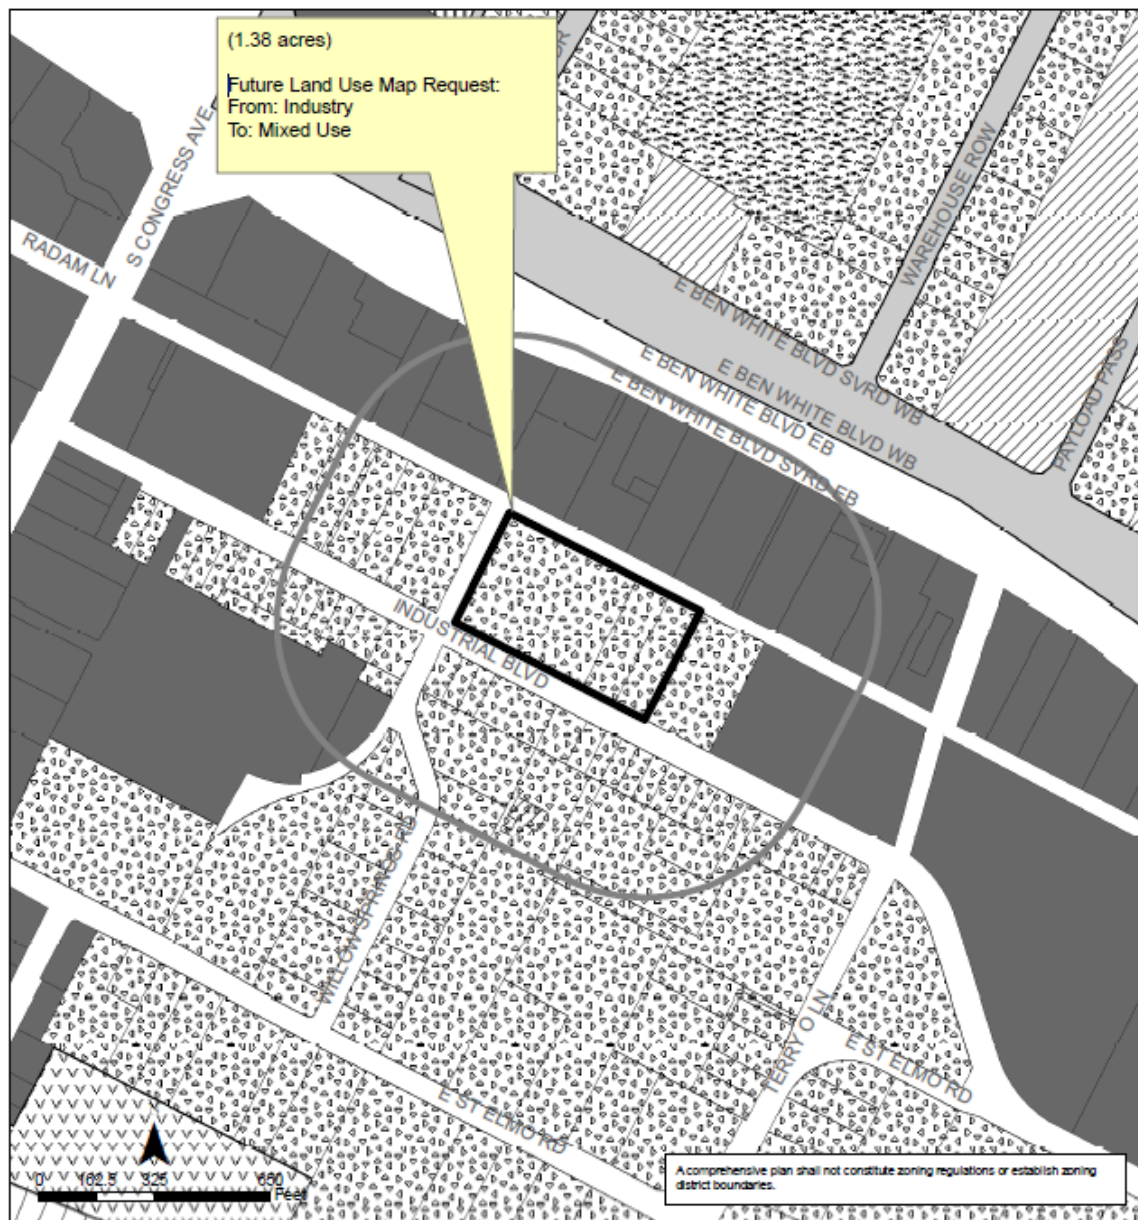 (1.38 acres)
Future Land Use Map Request:
From: Industry
To: Mixed Use
DR
S CONGRESS AVE
RADAM LN
WAREHOUSE ROW
E BEN WHITE BLVD SVRD WB
E BEN WHITE BLVD EB
E BEN WHITE BLVD WB
E BEN WHITE BLVD SVRD EB
PAYLOAD PASS
INDUSTRIAL BLVD
WILLOW SPRINGS RD
TERRY O LN
E ST ELMO RD
E ST ELMO RD
0 162.5 325 650
Feet
A comprehensive plan shall not constitute zoning regulations or establish zoning
district boundaries.